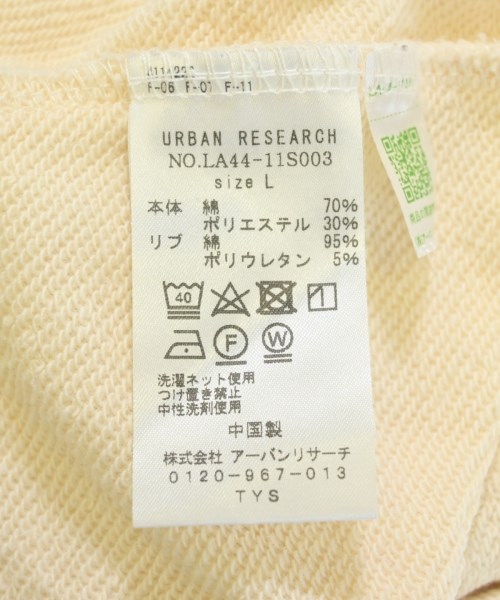 F-06 F-07 F-11
URBAN RESEARCH
NO.LA44-11S003
size L
本体 綿 70%
ポリエステル 30%
リブ 綿 95%
ポリウレタン 5%
40
F W
洗濯ネット使用
つけ置き禁止
中性洗剤使用
中国製
株式会社 アーバンリサーチ
0120-967-013
TYS